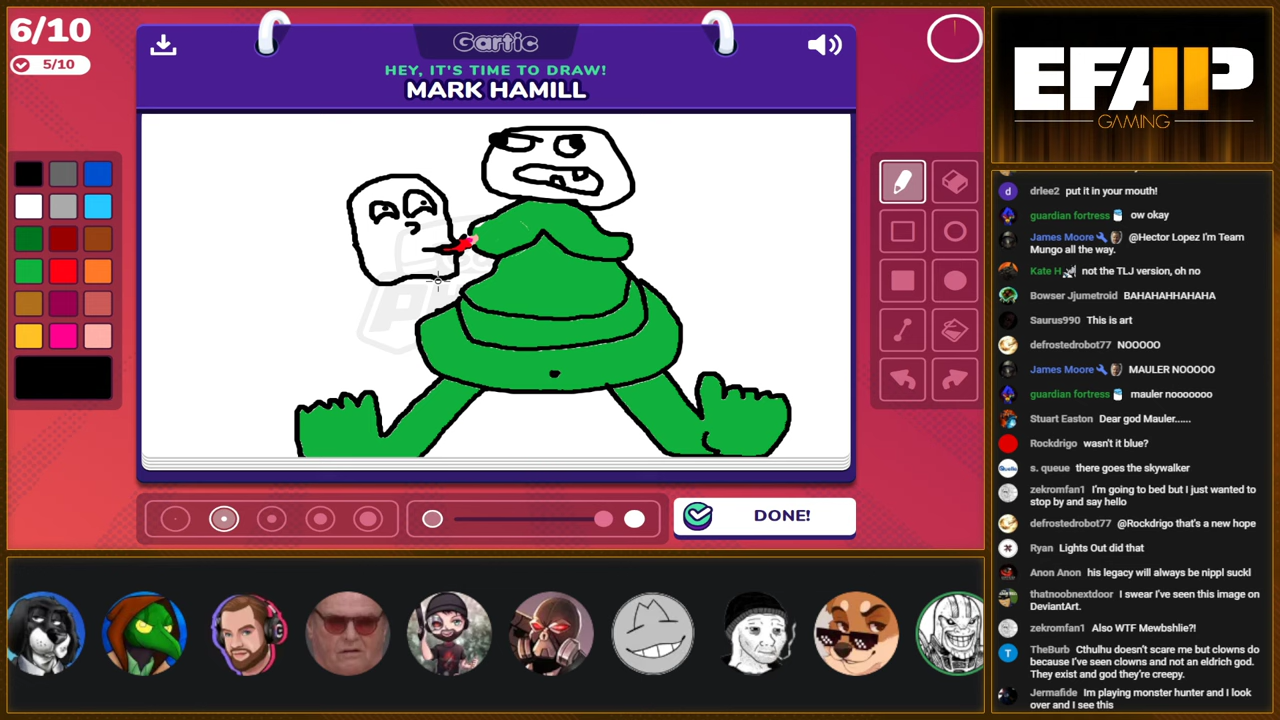 6/10
5/10
Gartic
HEY, IT'S TIME TO DRAW!
MARK HAMILL
DONE!
EFAP
GAMING
drlee2 put it in your mouth!
guardian fortress ow okay
James Moore @Hector Lopez I'm Team
Mungo all the way.
Kate H not the TLJ version, oh no
Bowser Jjumetroid BAHAHAHHAHAHA
Saurus990 This is art
defrostedrobot77 NOOOOO
James Moore MAULER NOOOOO
guardian fortress mauler nooooooo
Stuart Easton Dear god Mauler......
Rockdrigo wasn't it blue?
s. queue there goes the skywalker
zekromfan1 I'm going to bed but I just wanted to
stop by and say hello
defrostedrobot77 @Rockdrigo that's a new hope
Ryan Lights Out did that
Anon Anon his legacy will always be nippl suckl
thatnoobnextdoor I swear I've seen this image on
DeviantArt.
zekromfan1 Also WTF Mewbshlie?!
TheBurb Cthulhu doesn't scare me but clowns do
because I've seen clowns and not an eldrich god.
They exist and god they're creepy.
Jermafide Im playing monster hunter and I look
over and I see this